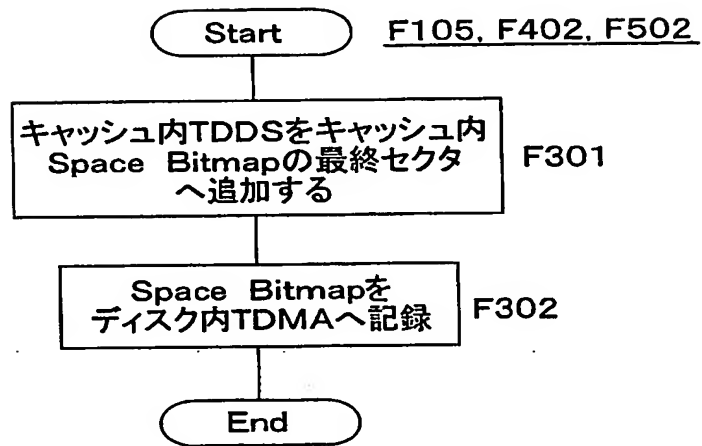 Start
F105, F402, F502
キャッシュ内TDDSをキャッシュ内
Space Bitmapの最終セクタ
へ追加する
F301
Space Bitmapを
ディスク内TDMAへ記録
F302
End